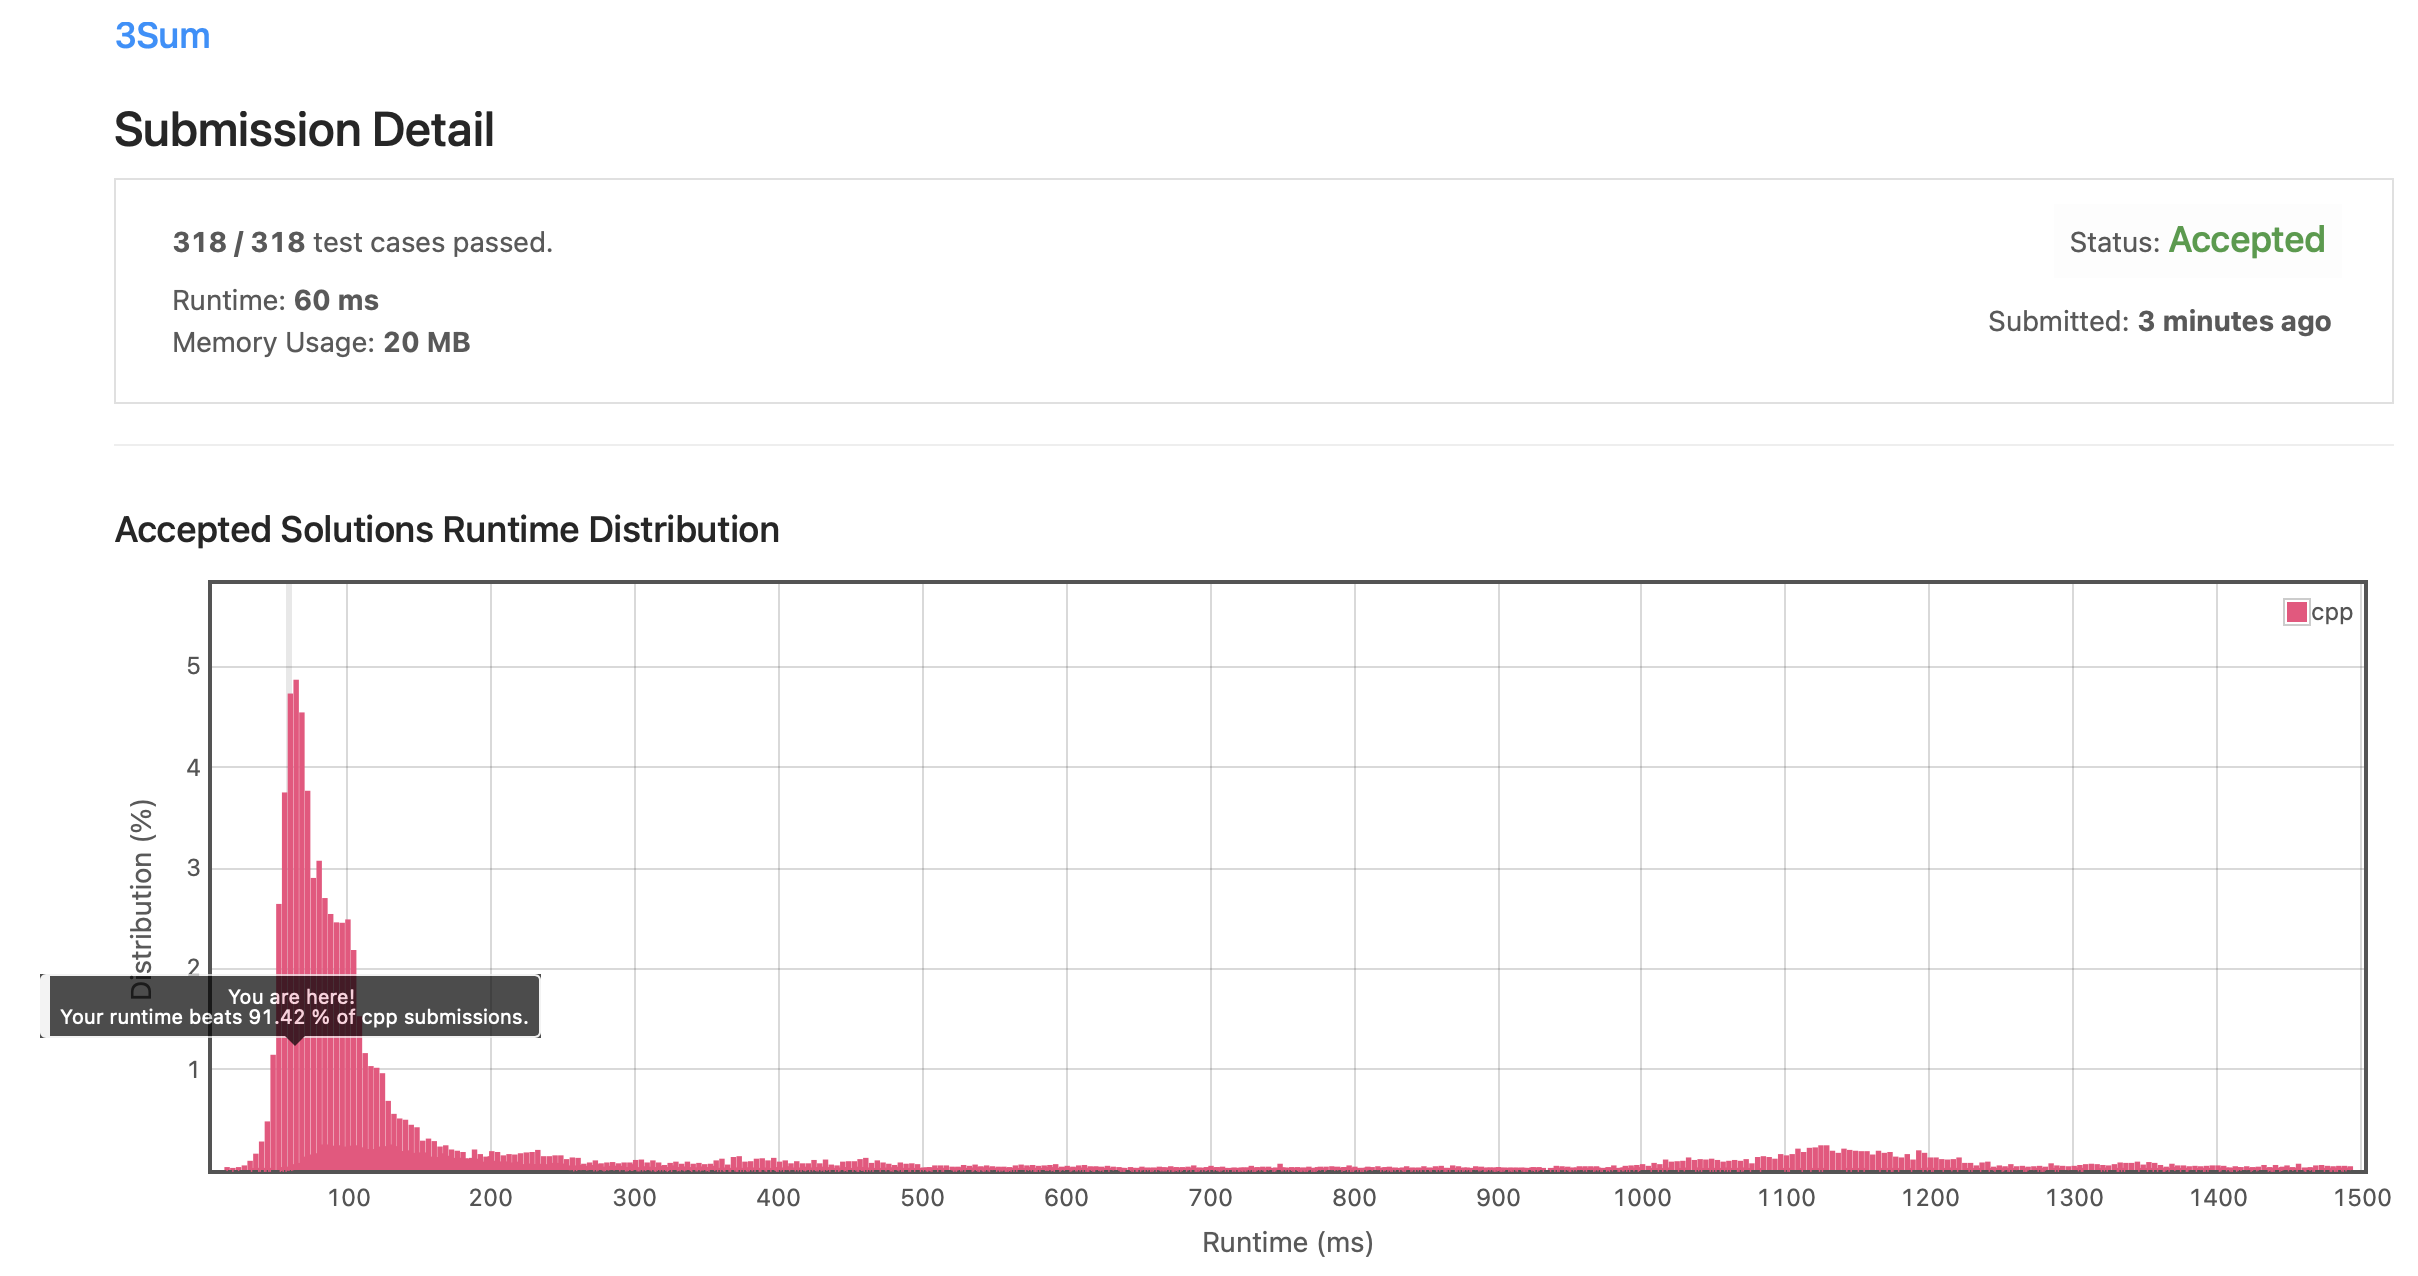 3Sum
Submission Detail
318 / 318 test cases passed.
Status: Accepted
Runtime: 60 ms
Submitted: 3 minutes ago
Memory Usage: 20 MB
Accepted Solutions Runtime Distribution
cpp
5
4
3
2
1
Distribution (%)
You are here!
Your runtime beats 91.42 % of cpp submissions.
100 200 300 400 500 600 700 800 900 1000 1100 1200 1300 1400 1500
Runtime (ms)